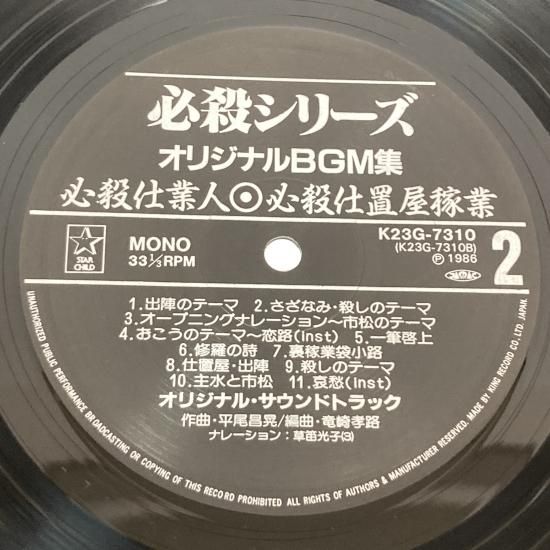 必殺シリーズ
オリジナルBGM集
必殺仕業人◉必殺仕置屋稼業
STAR
CHILD
MONO
33⅓RPM
K23G-7310
(K23G-7310B)
Ⓟ1986
2
1.出陣のテーマ 2.さざなみ・殺しのテーマ
3.オープニングナレーション〜市松のテーマ
4.おこうのテーマ〜恋路(inst) 5.一筆啓上
6.修羅の詩 7.裏稼業袋小路
8.仕置屋・出陣 9.殺しのテーマ
10.主水と市松 11.哀愁(inst)
オリジナル・サウンドトラック
作曲・平尾昌晃/編曲・竜崎孝路
ナレーション:草笛光子(3)
UNAUTHORIZED PUBLIC PERFORMANCE BROADCASTING OR COPYING OF THIS RECORD PROHIBITED ALL RIGHTS OF AUTHORS & MANUFACTURER RESERVED. MADE BY KING RECORD CO. LTD. JAPAN.